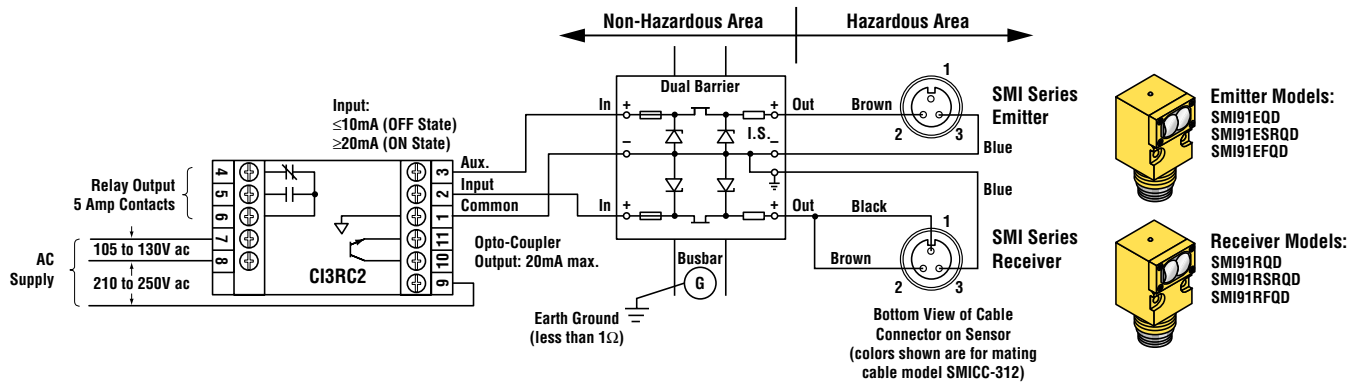 Non-Hazardous Area
Hazardous Area
Dual Barrier
In + + Out
– I.S. –
In + + Out
Brown
Blue
Blue
Black
Brown
1
2 3
SMI Series
Emitter
1
2 3
SMI Series
Receiver
Bottom View of Cable
Connector on Sensor
(colors shown are for mating
cable model SMICC-312)
Emitter Models:
SMI91EQD
SMI91ESRQD
SMI91EFQD
Receiver Models:
SMI91RQD
SMI91RSRQD
SMI91RFQD
Input:
≤10mA (OFF State)
≥20mA (ON State)
Aux.
Input
Common
Opto-Coupler
Output: 20mA max.
4
5
6
7
8
3
2
1
11
10
9
CI3RC2
Relay Output
5 Amp Contacts
AC
Supply
105 to 130V ac
210 to 250V ac
Busbar
G
Earth Ground
(less than 1Ω)